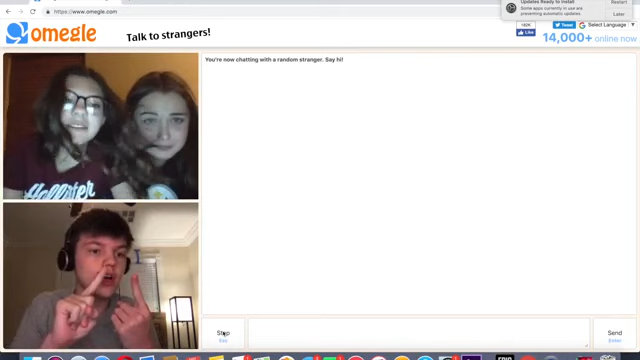 https://www.omegle.com
Updates Ready to Install
Some apps currently in use are
preventing automatic updates.
Restart
Later
omegle
Talk to strangers!
Like
Tweet
Select Language
14,000+ online now
You're now chatting with a random stranger. Say hi!
Hollister
Stop
Esc
Send
Enter